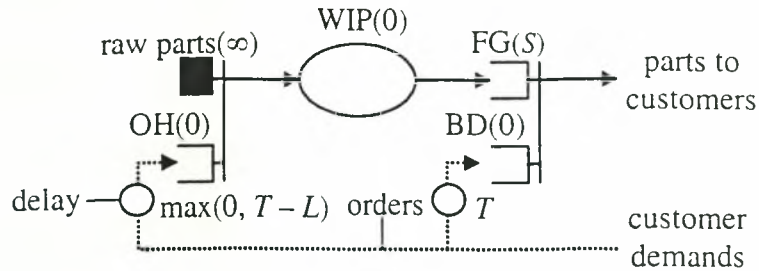 WIP(0)
raw parts(∞)
FG(S)
parts to
customers
OH(0)
BD(0)
delay
max(0, T – L)
orders
T
customer
demands